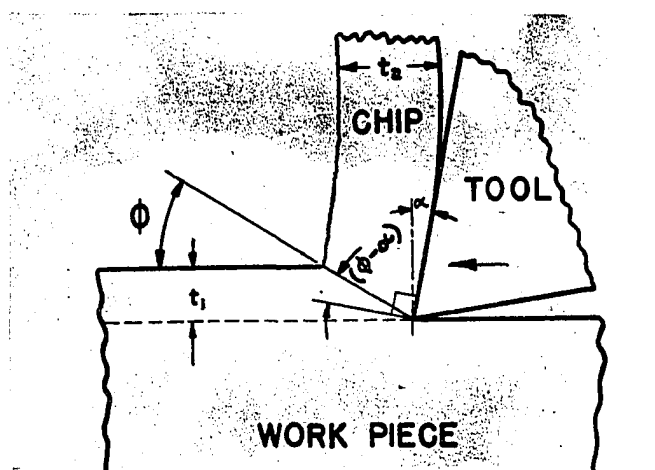 t₂
CHIP
TOOL
α
ϕ
(ϕ-α)
t₁
WORK PIECE